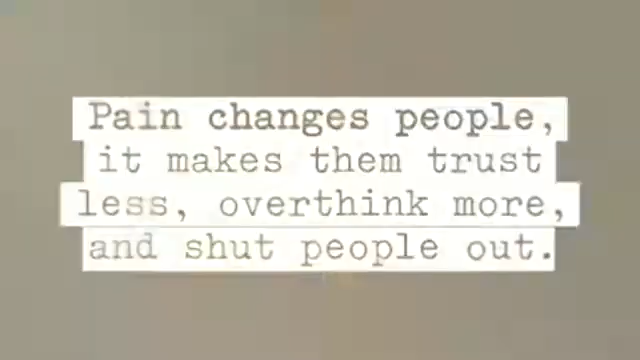 Pain changes people,
it makes them trust
less, overthink more,
and shut people out.